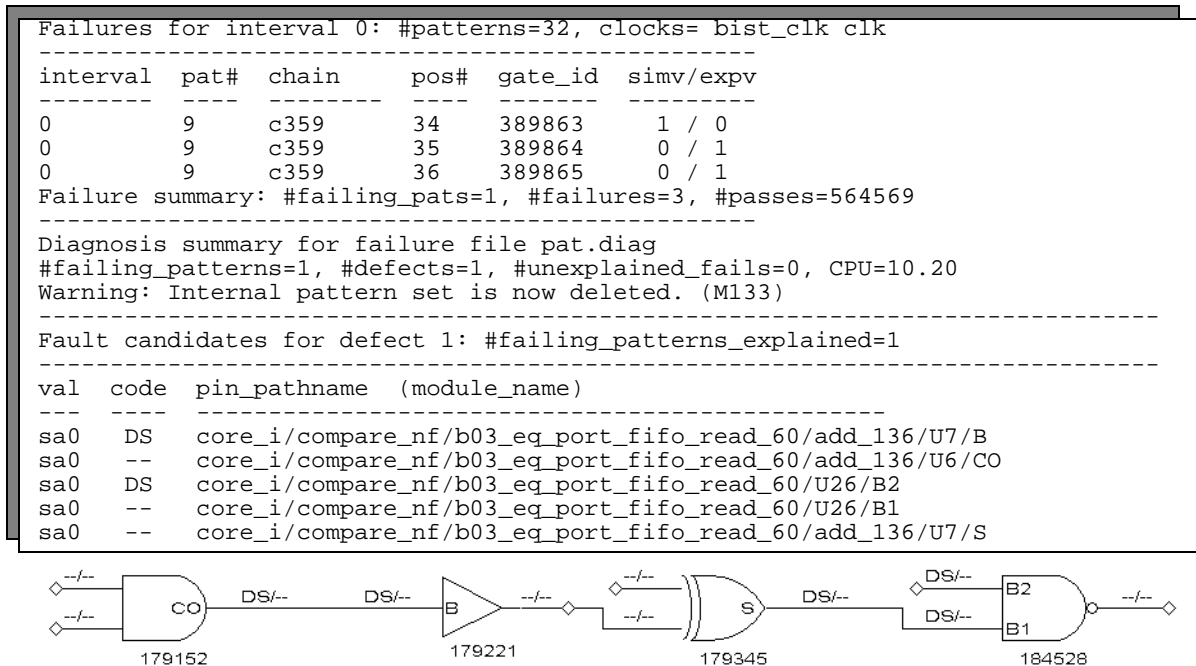 Failures for interval 0: #patterns=32, clocks= bist_clk clk
--------------------------------------------------
interval pat# chain pos# gate_id simv/expv
-------- ---- -------- ---- ------- ---------
0 9 c359 34 389863 1 / 0
0 9 c359 35 389864 0 / 1
0 9 c359 36 389865 0 / 1
Failure summary: #failing_pats=1, #failures=3, #passes=564569
--------------------------------------------------
Diagnosis summary for failure file pat.diag
#failing_patterns=1, #defects=1, #unexplained_fails=0, CPU=10.20
Warning: Internal pattern set is now deleted. (M133)
------------------------------------------------------------------------------
Fault candidates for defect 1: #failing_patterns_explained=1
------------------------------------------------------------------------------
val code pin_pathname (module_name)
--- ---- ------------------------------------------------
sa0 DS core_i/compare_nf/b03_eq_port_fifo_read_60/add_136/U7/B
sa0 -- core_i/compare_nf/b03_eq_port_fifo_read_60/add_136/U6/CO
sa0 DS core_i/compare_nf/b03_eq_port_fifo_read_60/U26/B2
sa0 -- core_i/compare_nf/b03_eq_port_fifo_read_60/U26/B1
sa0 -- core_i/compare_nf/b03_eq_port_fifo_read_60/add_136/U7/S
--/-- --/-- DS/--
CO DS/-- DS/-- B --/-- S DS/-- B2 --/--
--/-- --/-- DS/-- B1
179152 179221 179345 184528